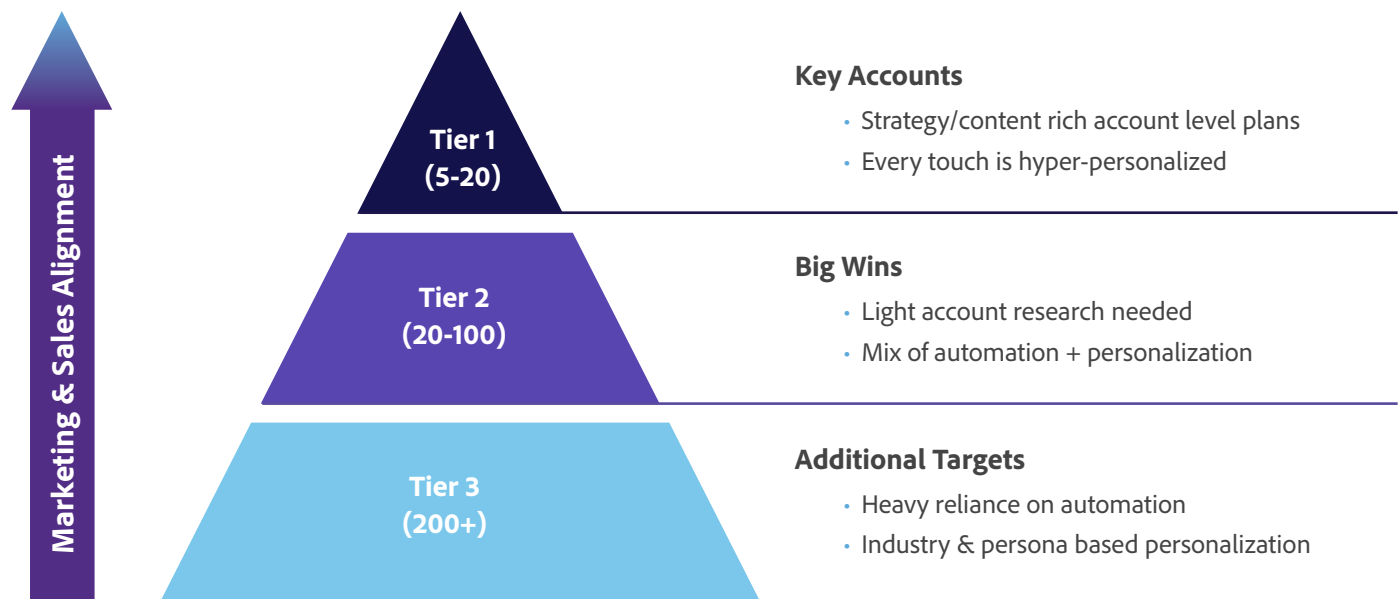 Marketing & Sales Alignment
Tier 1
(5-20)
Key Accounts
• Strategy/content rich account level plans
• Every touch is hyper-personalized
Tier 2
(20-100)
Big Wins
• Light account research needed
• Mix of automation + personalization
Tier 3
(200+)
Additional Targets
• Heavy reliance on automation
• Industry & persona based personalization